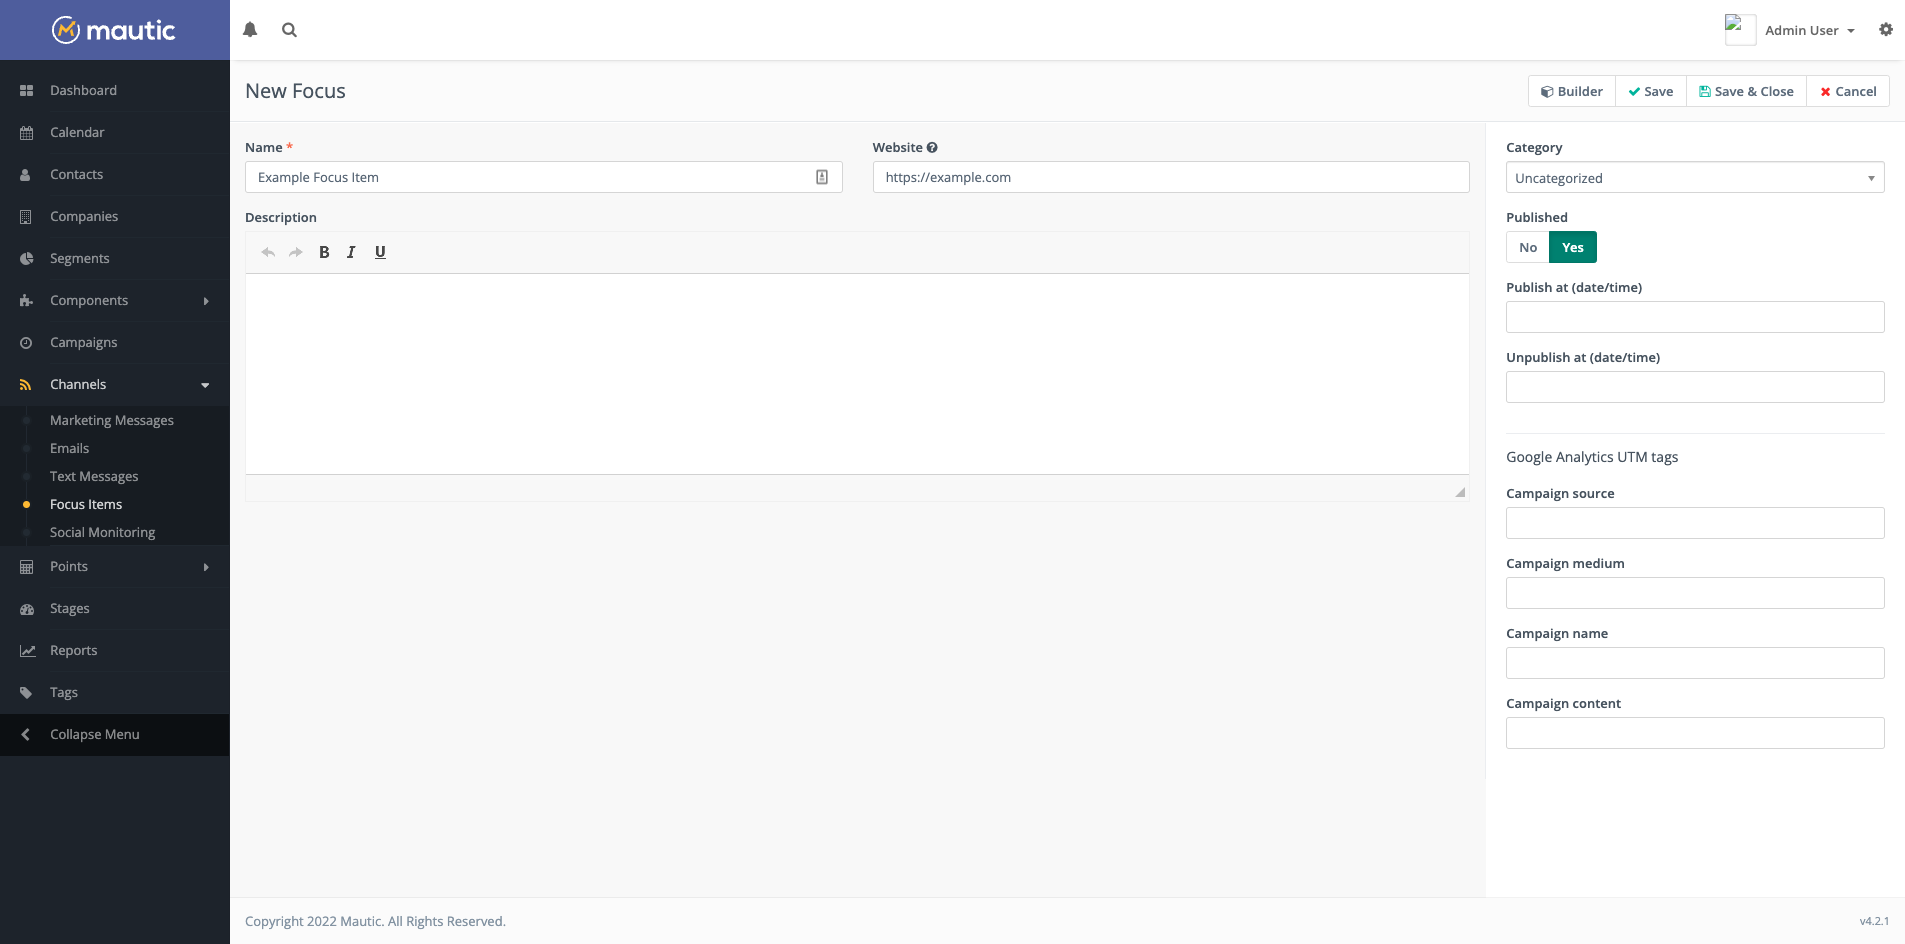 mautic
Admin User
Dashboard
Calendar
Contacts
Companies
Segments
Components
Campaigns
Channels
Marketing Messages
Emails
Text Messages
Focus Items
Social Monitoring
Points
Stages
Reports
Tags
Collapse Menu
New Focus
Builder
Save
Save & Close
Cancel
Name *
Example Focus Item
Website
https://example.com
Description
B I U
Category
Uncategorized
Published
No Yes
Publish at (date/time)
Unpublish at (date/time)
Google Analytics UTM tags
Campaign source
Campaign medium
Campaign name
Campaign content
Copyright 2022 Mautic. All Rights Reserved.
v4.2.1